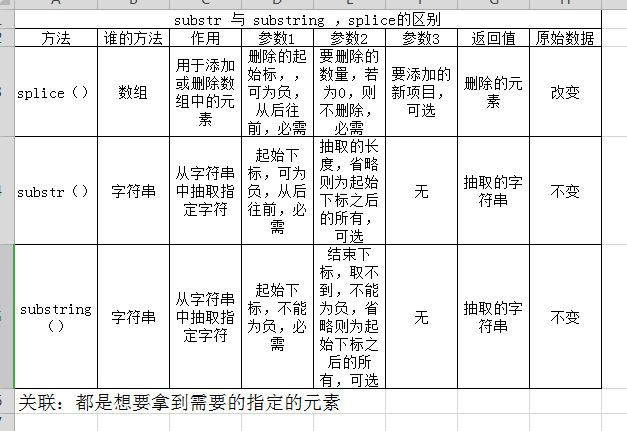 A B C D E F G H
substr 与 substring ，splice的区别
2 方法 谁的方法 作用 参数1 参数2 参数3 返回值 原始数据
splice（） 数组 用于添加或删除数组中的元素 删除的起始标，，可为负，从后往前，必需 要删除的数量，若为0，则不删除，必需 要添加的新项目，可选 删除的元素 改变
substr（） 字符串 从字符串中抽取指定字符 起始下标，可为负，从后往前，必需 抽取的长度，省略则为起始下标之后的所有，可选 无 抽取的字符串 不变
substring（） 字符串 从字符串中抽取指定字符 起始下标，不能为负，必需 结束下标，取不到，不能为负，省略则为起始下标之后的所有，可选 无 抽取的字符串 不变
关联：都是想要拿到需要的指定的元素